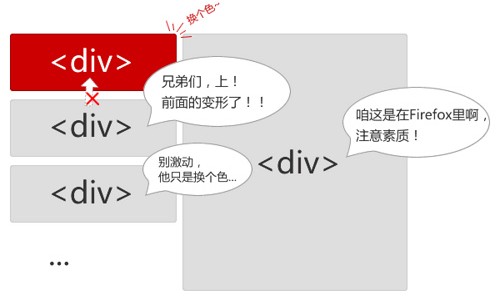 换个色~
<div>
兄弟们，上！
前面的变形了！！
<div>
咱这是在Firefox里啊，
注意素质！
别激动，
他只是换个色...
<div>
<div>
...